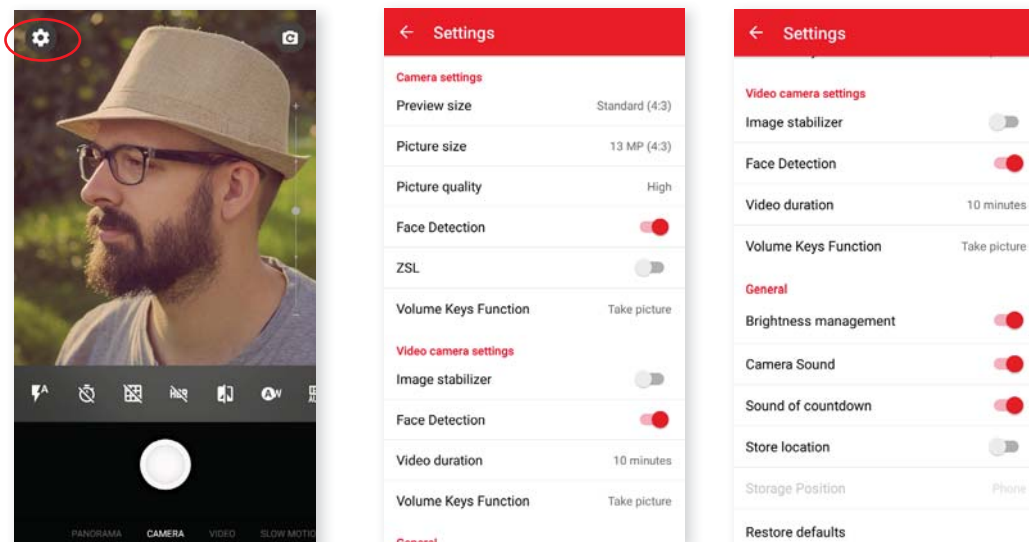 A
HDR
AW
PANORAMA CAMERA VIDEO SLOW MOTIO
Settings
Camera settings
Preview size Standard (4:3)
Picture size 13 MP (4:3)
Picture quality High
Face Detection
ZSL
Volume Keys Function Take picture
Video camera settings
Image stabilizer
Face Detection
Video duration 10 minutes
Volume Keys Function Take picture
General
Settings
Video camera settings
Image stabilizer
Face Detection
Video duration 10 minutes
Volume Keys Function Take picture
General
Brightness management
Camera Sound
Sound of countdown
Store location
Storage Position Phone
Restore defaults